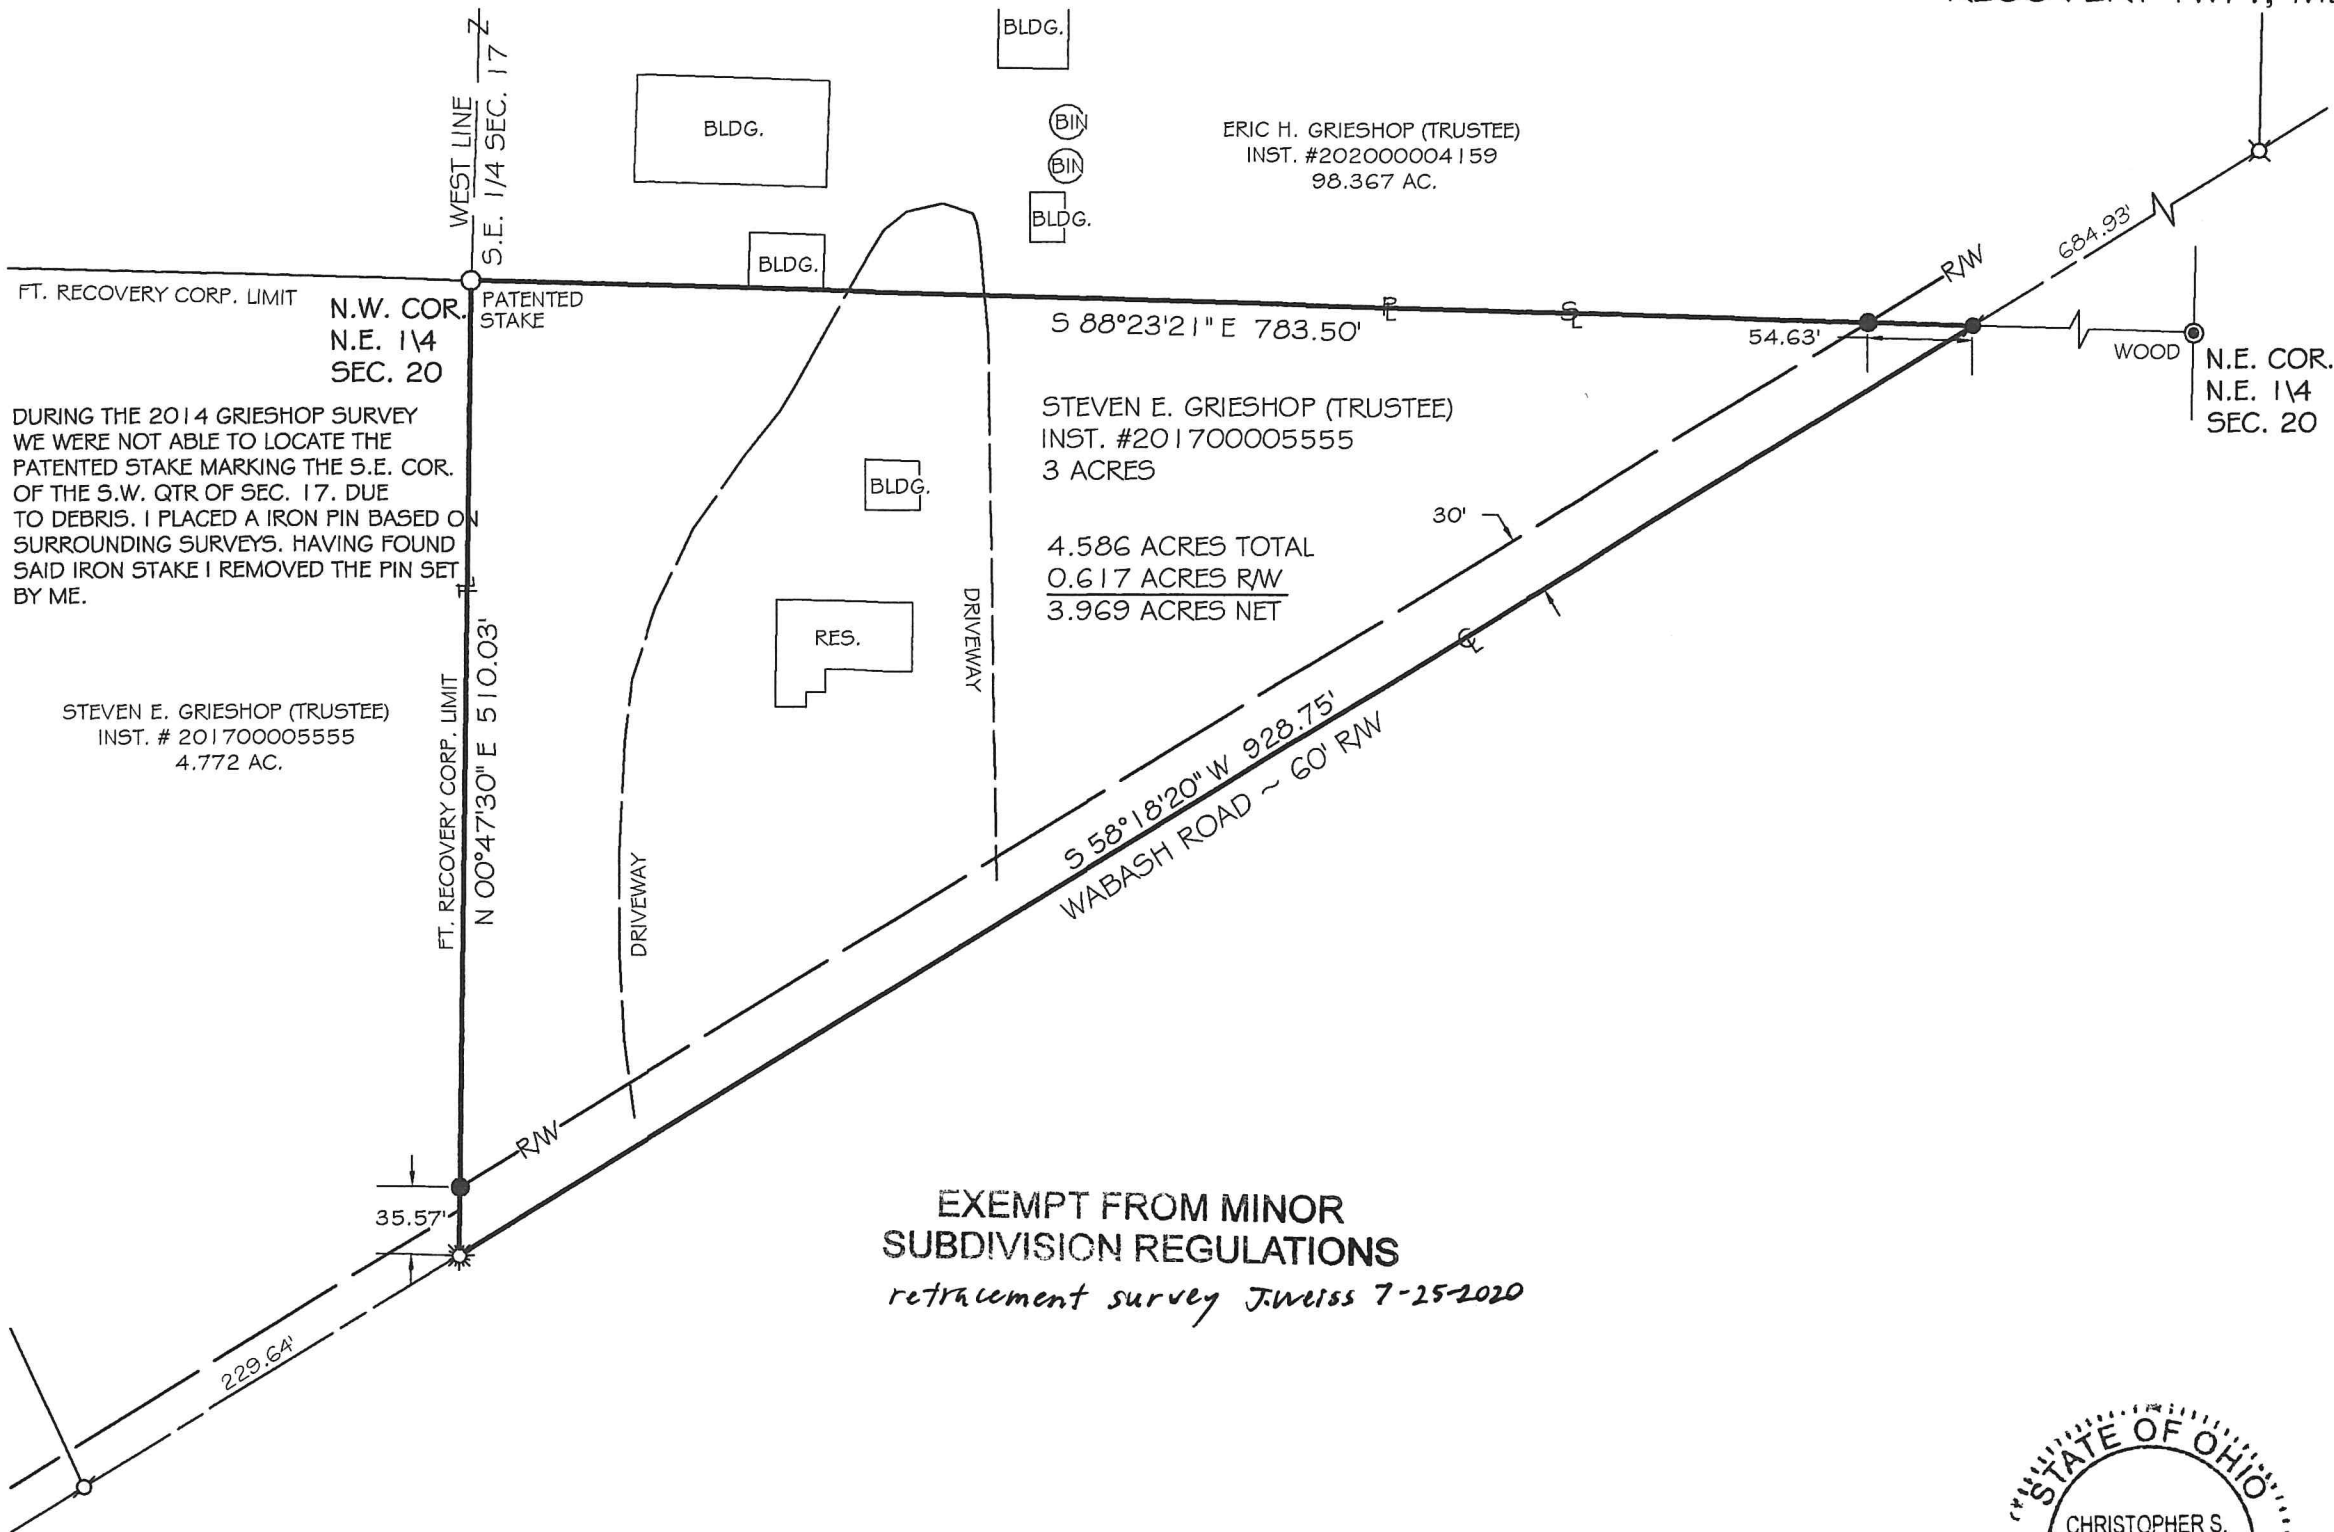 WEST LINE
S.E. 1/4 SEC. 17
BLDG.
BLDG.
BIN
BIN
BLDG.
BLDG.
ERIC H. GRIESHOP (TRUSTEE)
INST. #202000004159
98.367 AC.
684.93'
R/W
FT. RECOVERY CORP. LIMIT
N.W. COR.
N.E. 1\4
SEC. 20
PATENTED
STAKE
S 88°23'21" E 783.50'
PL
SL
54.63'
WOOD
N.E. COR.
N.E. 1\4
SEC. 20
DURING THE 2014 GRIESHOP SURVEY
WE WERE NOT ABLE TO LOCATE THE
PATENTED STAKE MARKING THE S.E. COR.
OF THE S.W. QTR OF SEC. 17. DUE
TO DEBRIS. I PLACED A IRON PIN BASED ON
SURROUNDING SURVEYS. HAVING FOUND
SAID IRON STAKE I REMOVED THE PIN SET
BY ME.
STEVEN E. GRIESHOP (TRUSTEE)
INST. #201700005555
3 ACRES
BLDG.
4.586 ACRES TOTAL
0.617 ACRES R/W
3.969 ACRES NET
30'
RES.
DRIVEWAY
CL
PL
STEVEN E. GRIESHOP (TRUSTEE)
INST. # 201700005555
4.772 AC.
FT. RECOVERY CORP. LIMIT
N 00°47'30" E 510.03'
DRIVEWAY
S 58°18'20" W 928.75'
WABASH ROAD ~ 60' R/W
R/W
35.57'
229.64'
EXEMPT FROM MINOR
SUBDIVISION REGULATIONS
retracement survey J.Weiss 7-25-2020
STATE OF OHIO
CHRISTOPHER S.